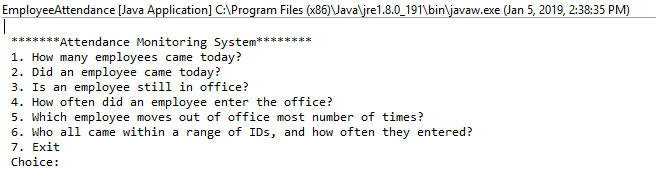 EmployeeAttendance [Java Application] C:\Program Files (x86)\Java\jre1.8.0_191\bin\javaw.exe (Jan 5, 2019, 2:38:35 PM)
*******Attendance Monitoring System********
1. How many employees came today?
2. Did an employee came today?
3. Is an employee still in office?
4. How often did an employee enter the office?
5. Which employee moves out of office most number of times?
6. Who all came within a range of IDs, and how often they entered?
7. Exit
Choice: